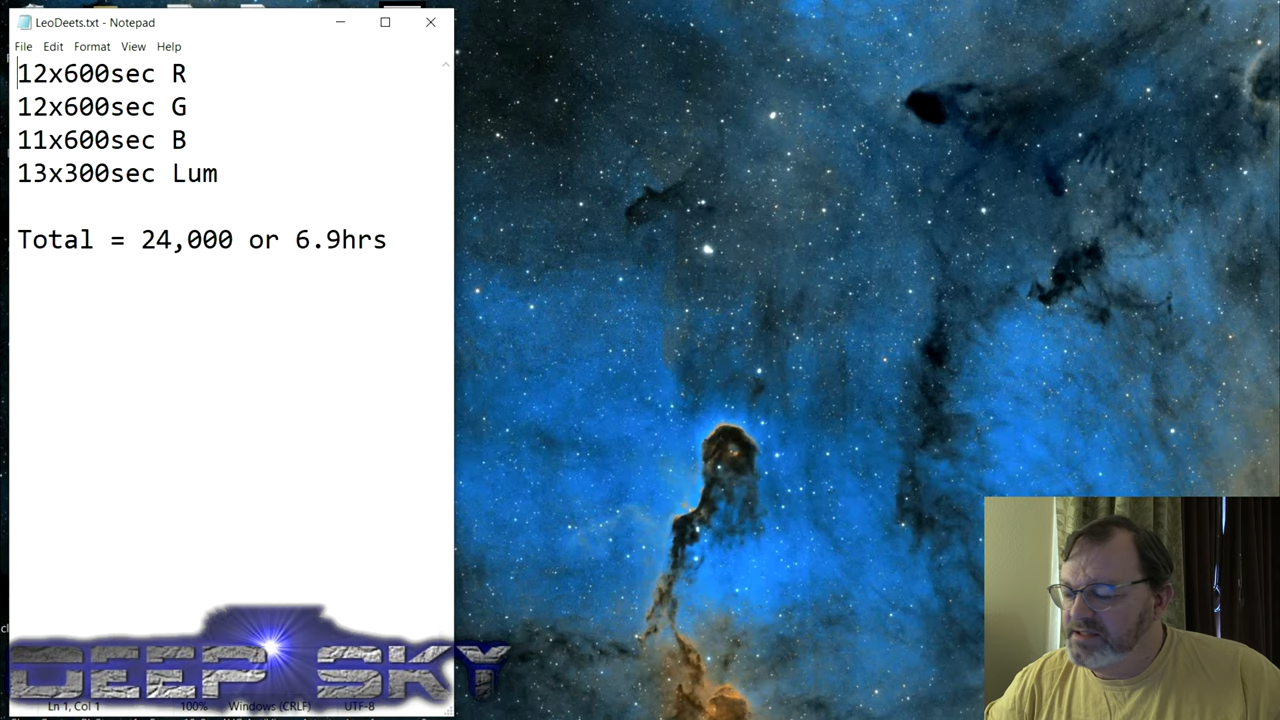 LeoDeets.txt - Notepad
File Edit Format View Help
12x600sec R
12x600sec G
11x600sec B
13x300sec Lum
Total = 24,000 or 6.9hrs
DEEP SKY
Ln 1, Col 1 100% Windows (CRLF) UTF-8